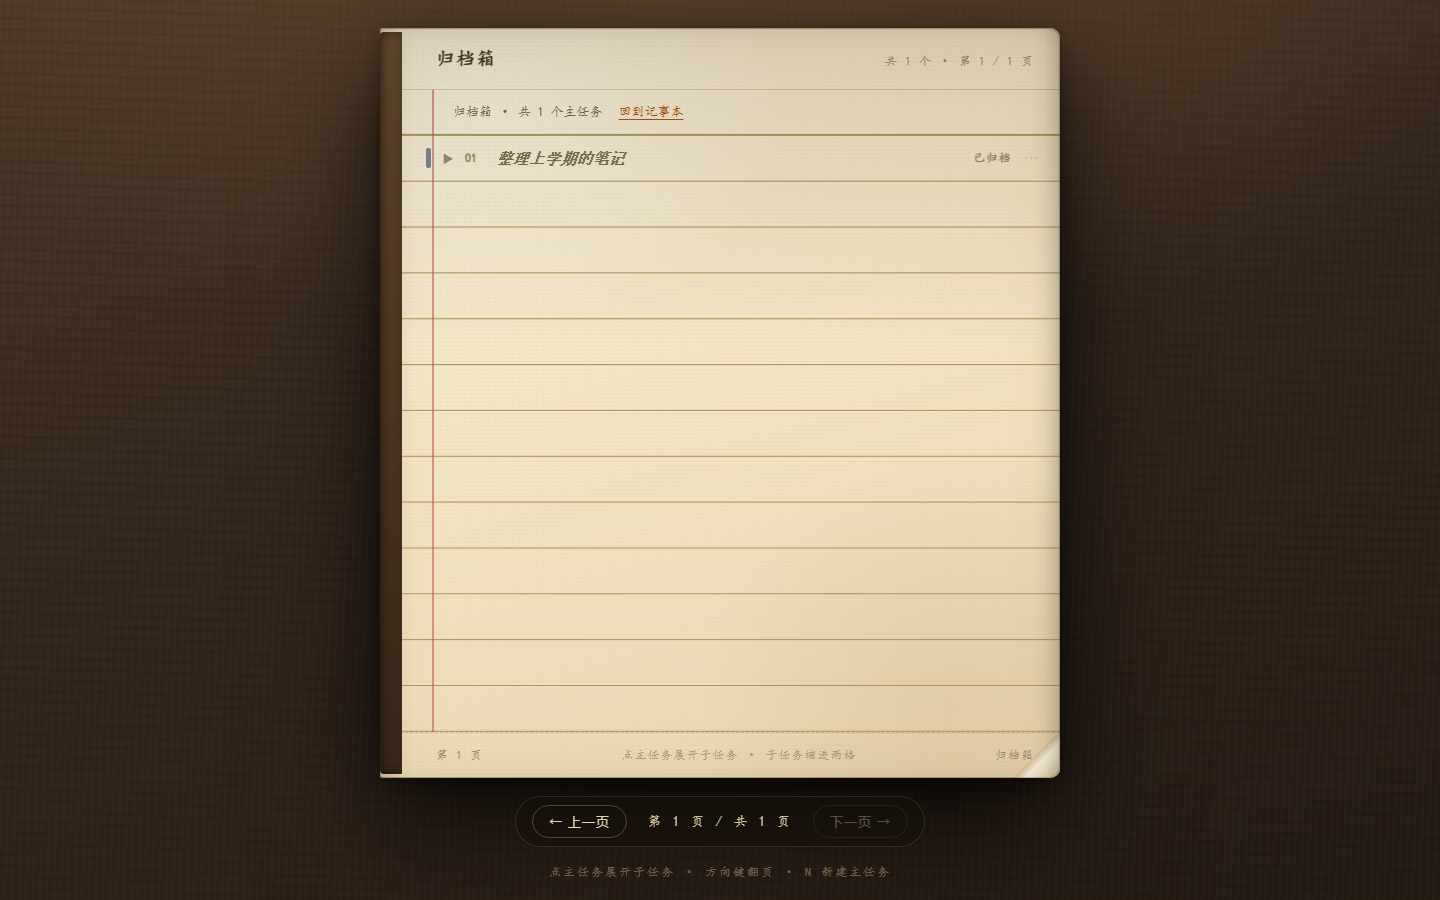 归档箱
共 1 个 • 第 1 / 1 页
归档箱 • 共 1 个主任务 回到记事本
▶ 01 整理上学期的笔记 已归档 ···
第 1 页 点主任务展开子任务 • 子任务缩进两格 归档箱
← 上一页 第 1 页 / 共 1 页 下一页 →
点主任务展开子任务 • 方向键翻页 • N 新建主任务